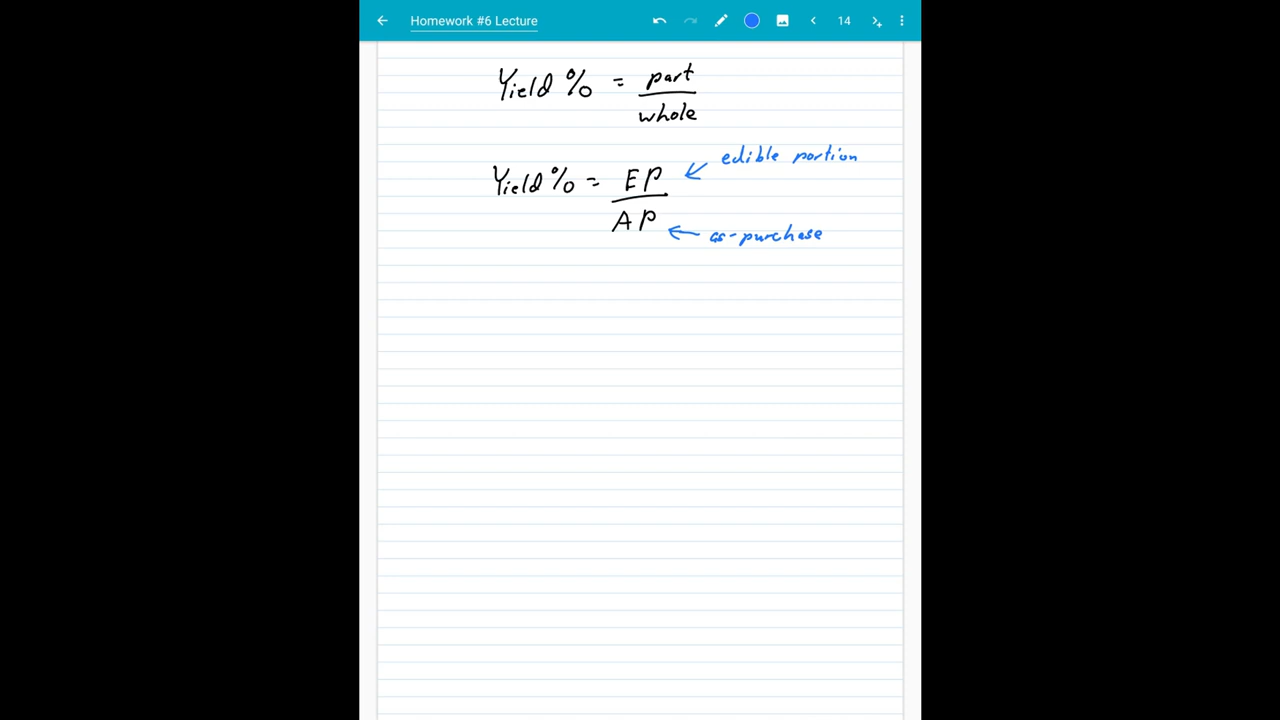 Homework #6 Lecture
14
Yield % = part
whole
edible portion
Yield % = EP
AP
as-purchase